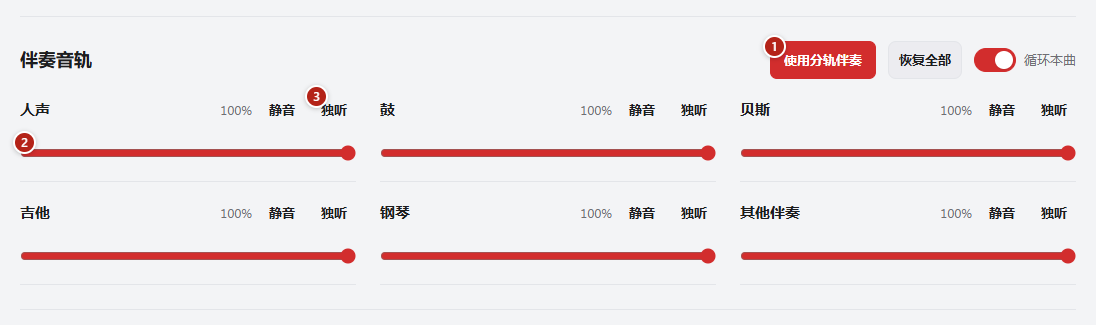 伴奏音轨 1 使用分轨伴奏 恢复全部 循环本曲
人声 100% 静音 3 独听 鼓 100% 静音 独听 贝斯 100% 静音 独听
2
吉他 100% 静音 独听 钢琴 100% 静音 独听 其他伴奏 100% 静音 独听